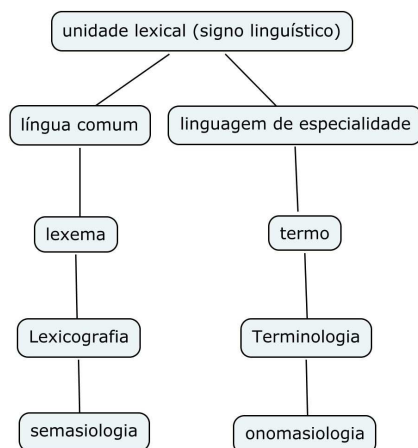 unidade lexical (signo linguístico)
língua comum
linguagem de especialidade
lexema
termo
Lexicografia
Terminologia
semasiologia
onomasiologia